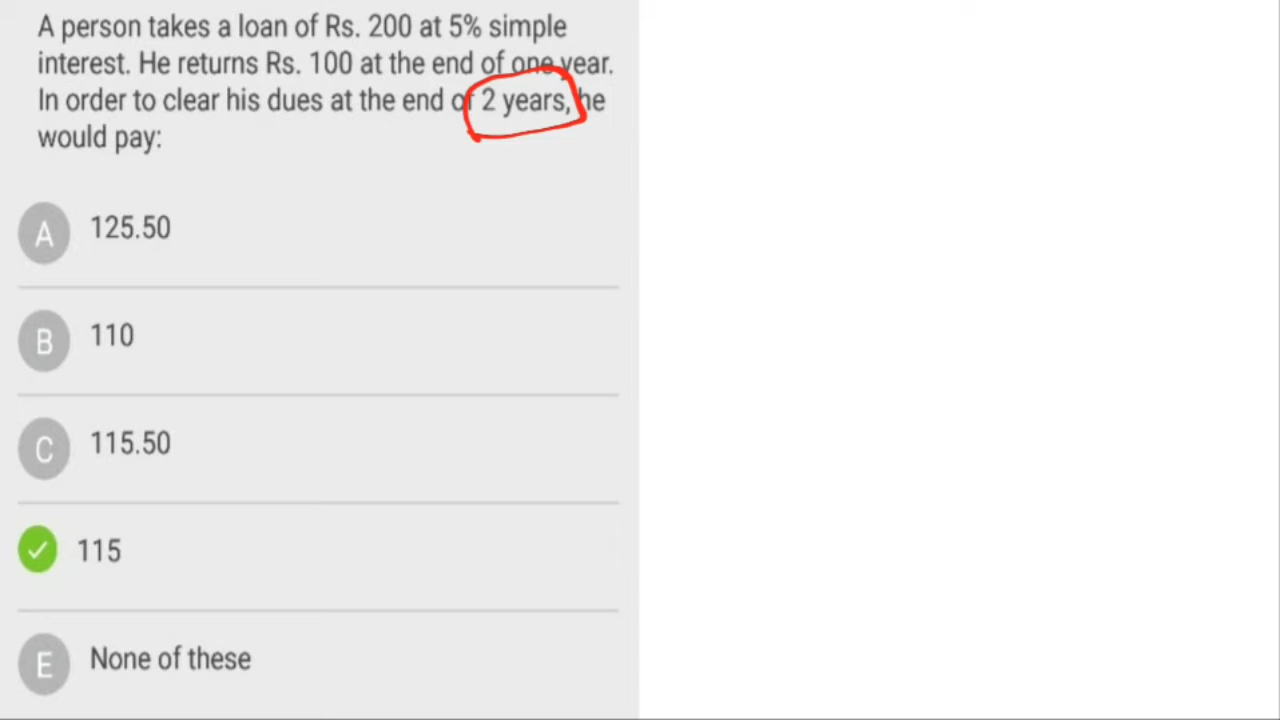 A person takes a loan of Rs. 200 at 5% simple
interest. He returns Rs. 100 at the end of one year.
In order to clear his dues at the end of 2 years, he
would pay:
A 125.50
B 110
C 115.50
115
E None of these